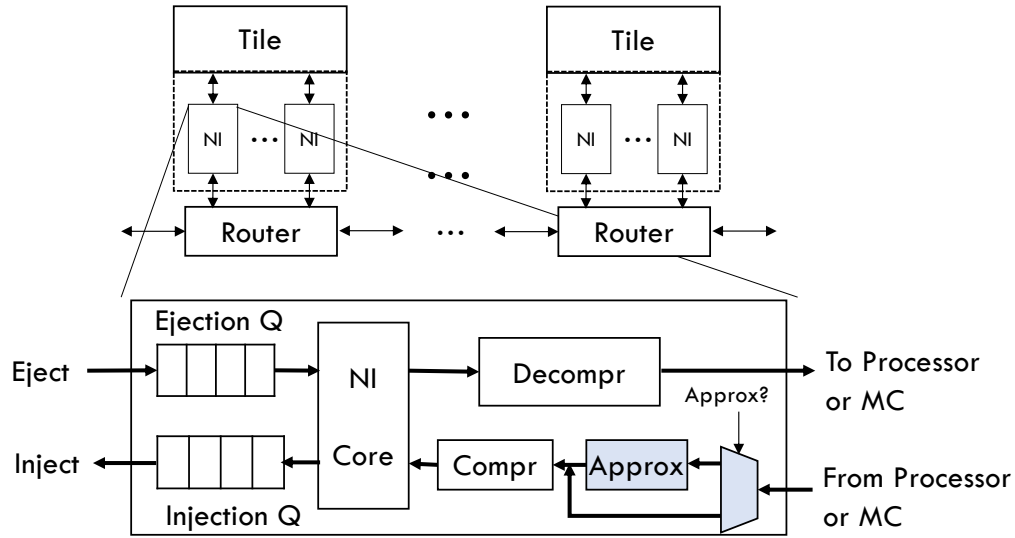 Tile
Tile
NI
...
NI
...
NI
...
NI
...
Router
...
Router
Ejection Q
Eject
NI
Core
Decompr
To Processor
or MC
Approx?
Inject
Compr
Approx
From Processor
or MC
Injection Q